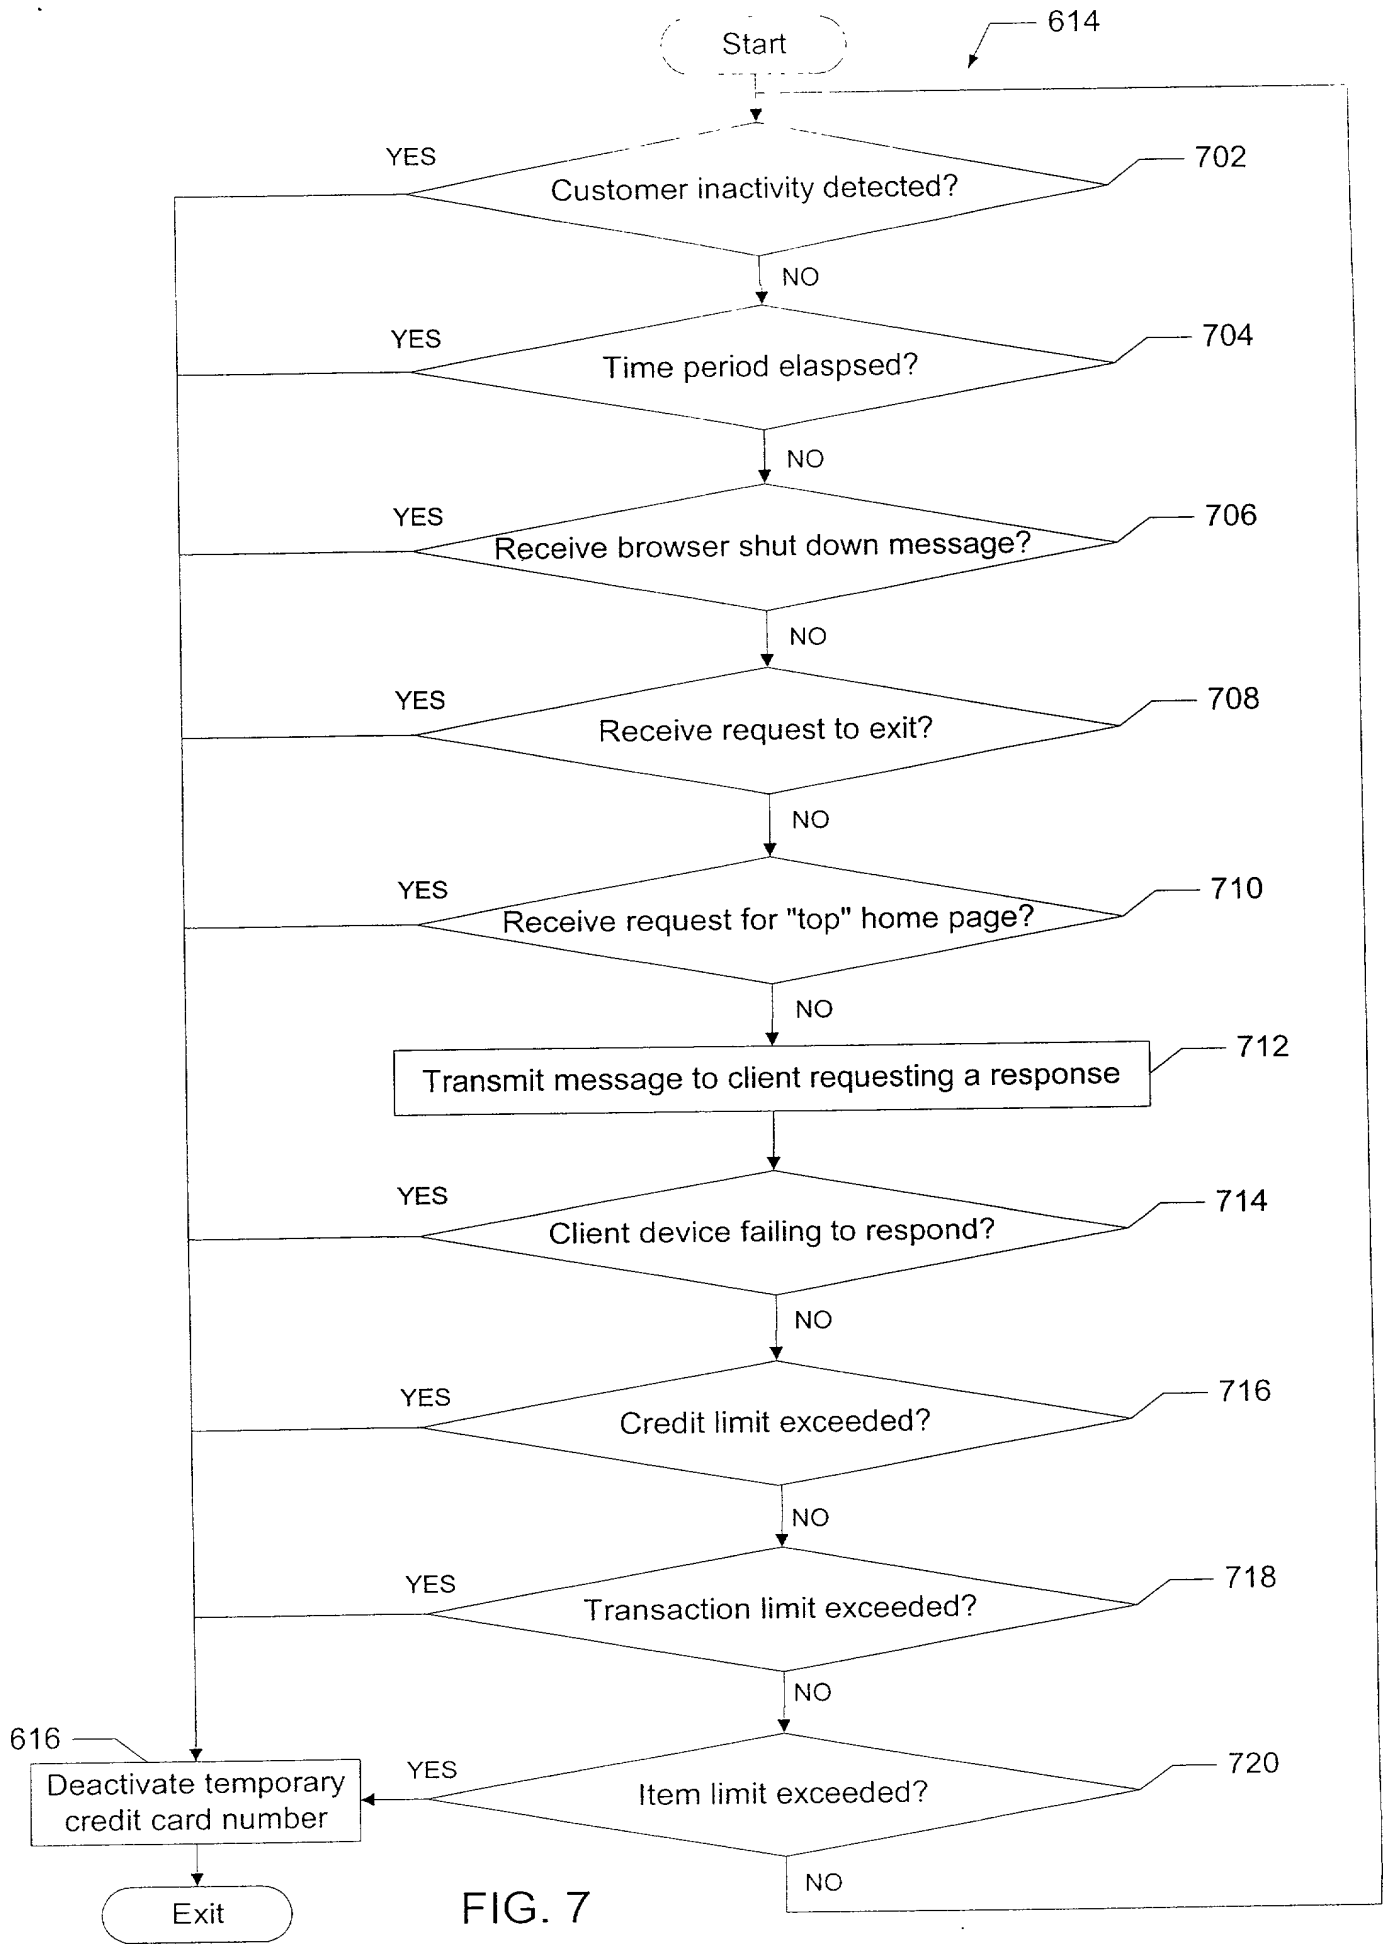 Start
614
YES
Customer inactivity detected?
702
NO
YES
Time period elaspsed?
704
NO
YES
Receive browser shut down message?
706
NO
YES
Receive request to exit?
708
NO
YES
Receive request for "top" home page?
710
NO
Transmit message to client requesting a response
712
YES
Client device failing to respond?
714
NO
YES
Credit limit exceeded?
716
NO
YES
Transaction limit exceeded?
718
NO
616
Deactivate temporary
credit card number
YES
Item limit exceeded?
720
NO
Exit
FIG. 7